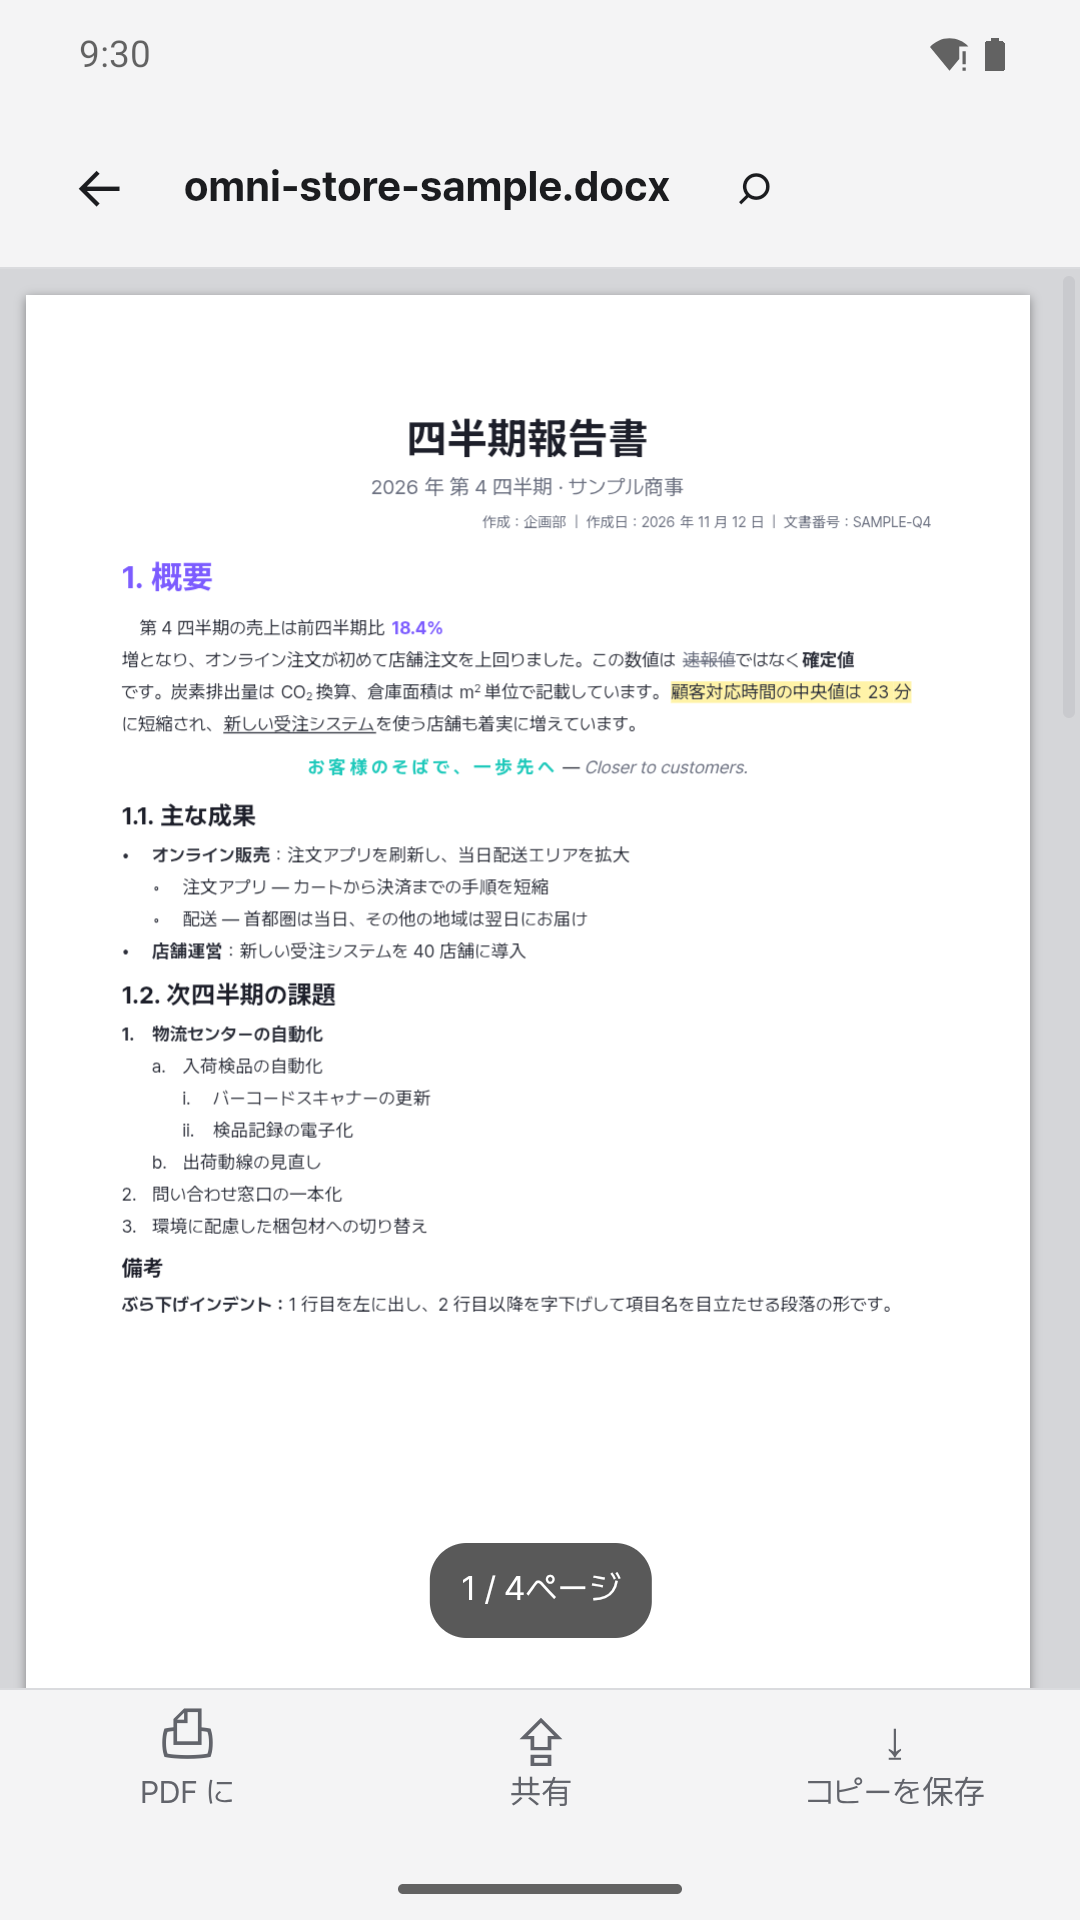 9:30
omni-store-sample.docx
四半期報告書
2026 年 第 4 四半期 · サンプル商事
作成：企画部 | 作成日：2026 年 11 月 12 日 | 文書番号：SAMPLE-Q4
1. 概要
第 4 四半期の売上は前四半期比 18.4%
増となり、オンライン注文が初めて店舗注文を上回りました。この数値は 速報値ではなく確定値
です。炭素排出量は CO₂ 換算、倉庫面積は m² 単位で記載しています。顧客対応時間の中央値は 23 分
に短縮され、新しい受注システムを使う店舗も着実に増えています。
お客様のそばで、一歩先へ — Closer to customers.
1.1. 主な成果
• オンライン販売：注文アプリを刷新し、当日配送エリアを拡大
◦ 注文アプリ — カートから決済までの手順を短縮
◦ 配送 — 首都圏は当日、その他の地域は翌日にお届け
• 店舗運営：新しい受注システムを 40 店舗に導入
1.2. 次四半期の課題
1. 物流センターの自動化
a. 入荷検品の自動化
i. バーコードスキャナーの更新
ii. 検品記録の電子化
b. 出荷動線の見直し
2. 問い合わせ窓口の一本化
3. 環境に配慮した梱包材への切り替え
備考
ぶら下げインデント：1 行目を左に出し、2 行目以降を字下げして項目名を目立たせる段落の形です。
1 / 4ページ
PDF に
共有
コピーを保存